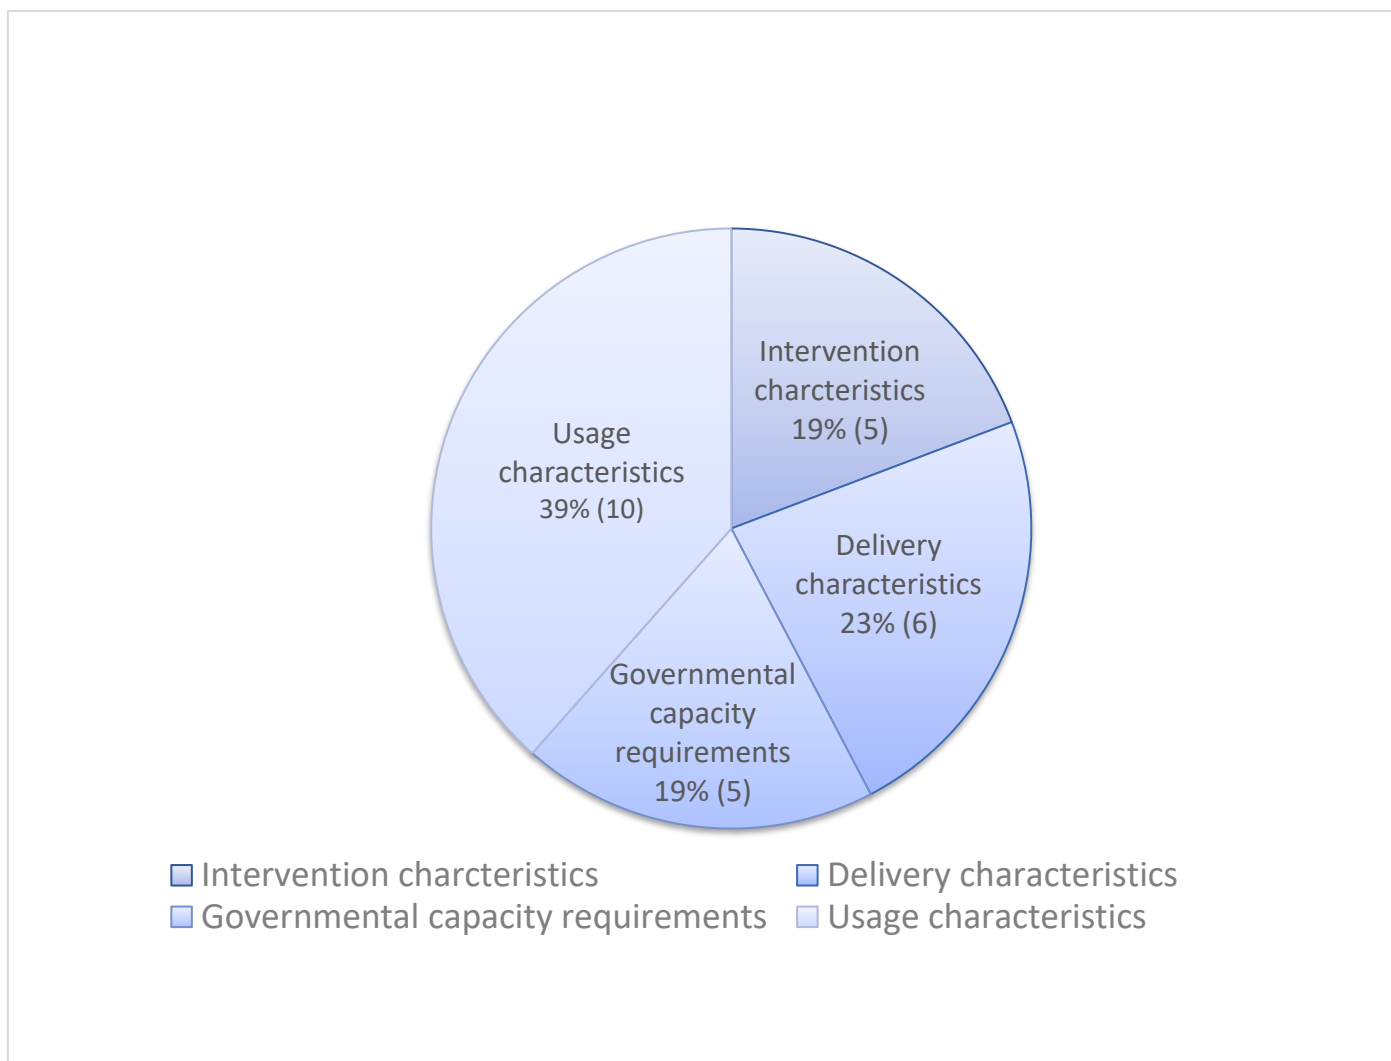 Intervention
charcteristics
19% (5)
Usage
characteristics
39% (10)
Delivery
characteristics
23% (6)
Governmental
capacity
requirements
19% (5)
Intervention charcteristics
Delivery characteristics
Governmental capacity requirements
Usage characteristics